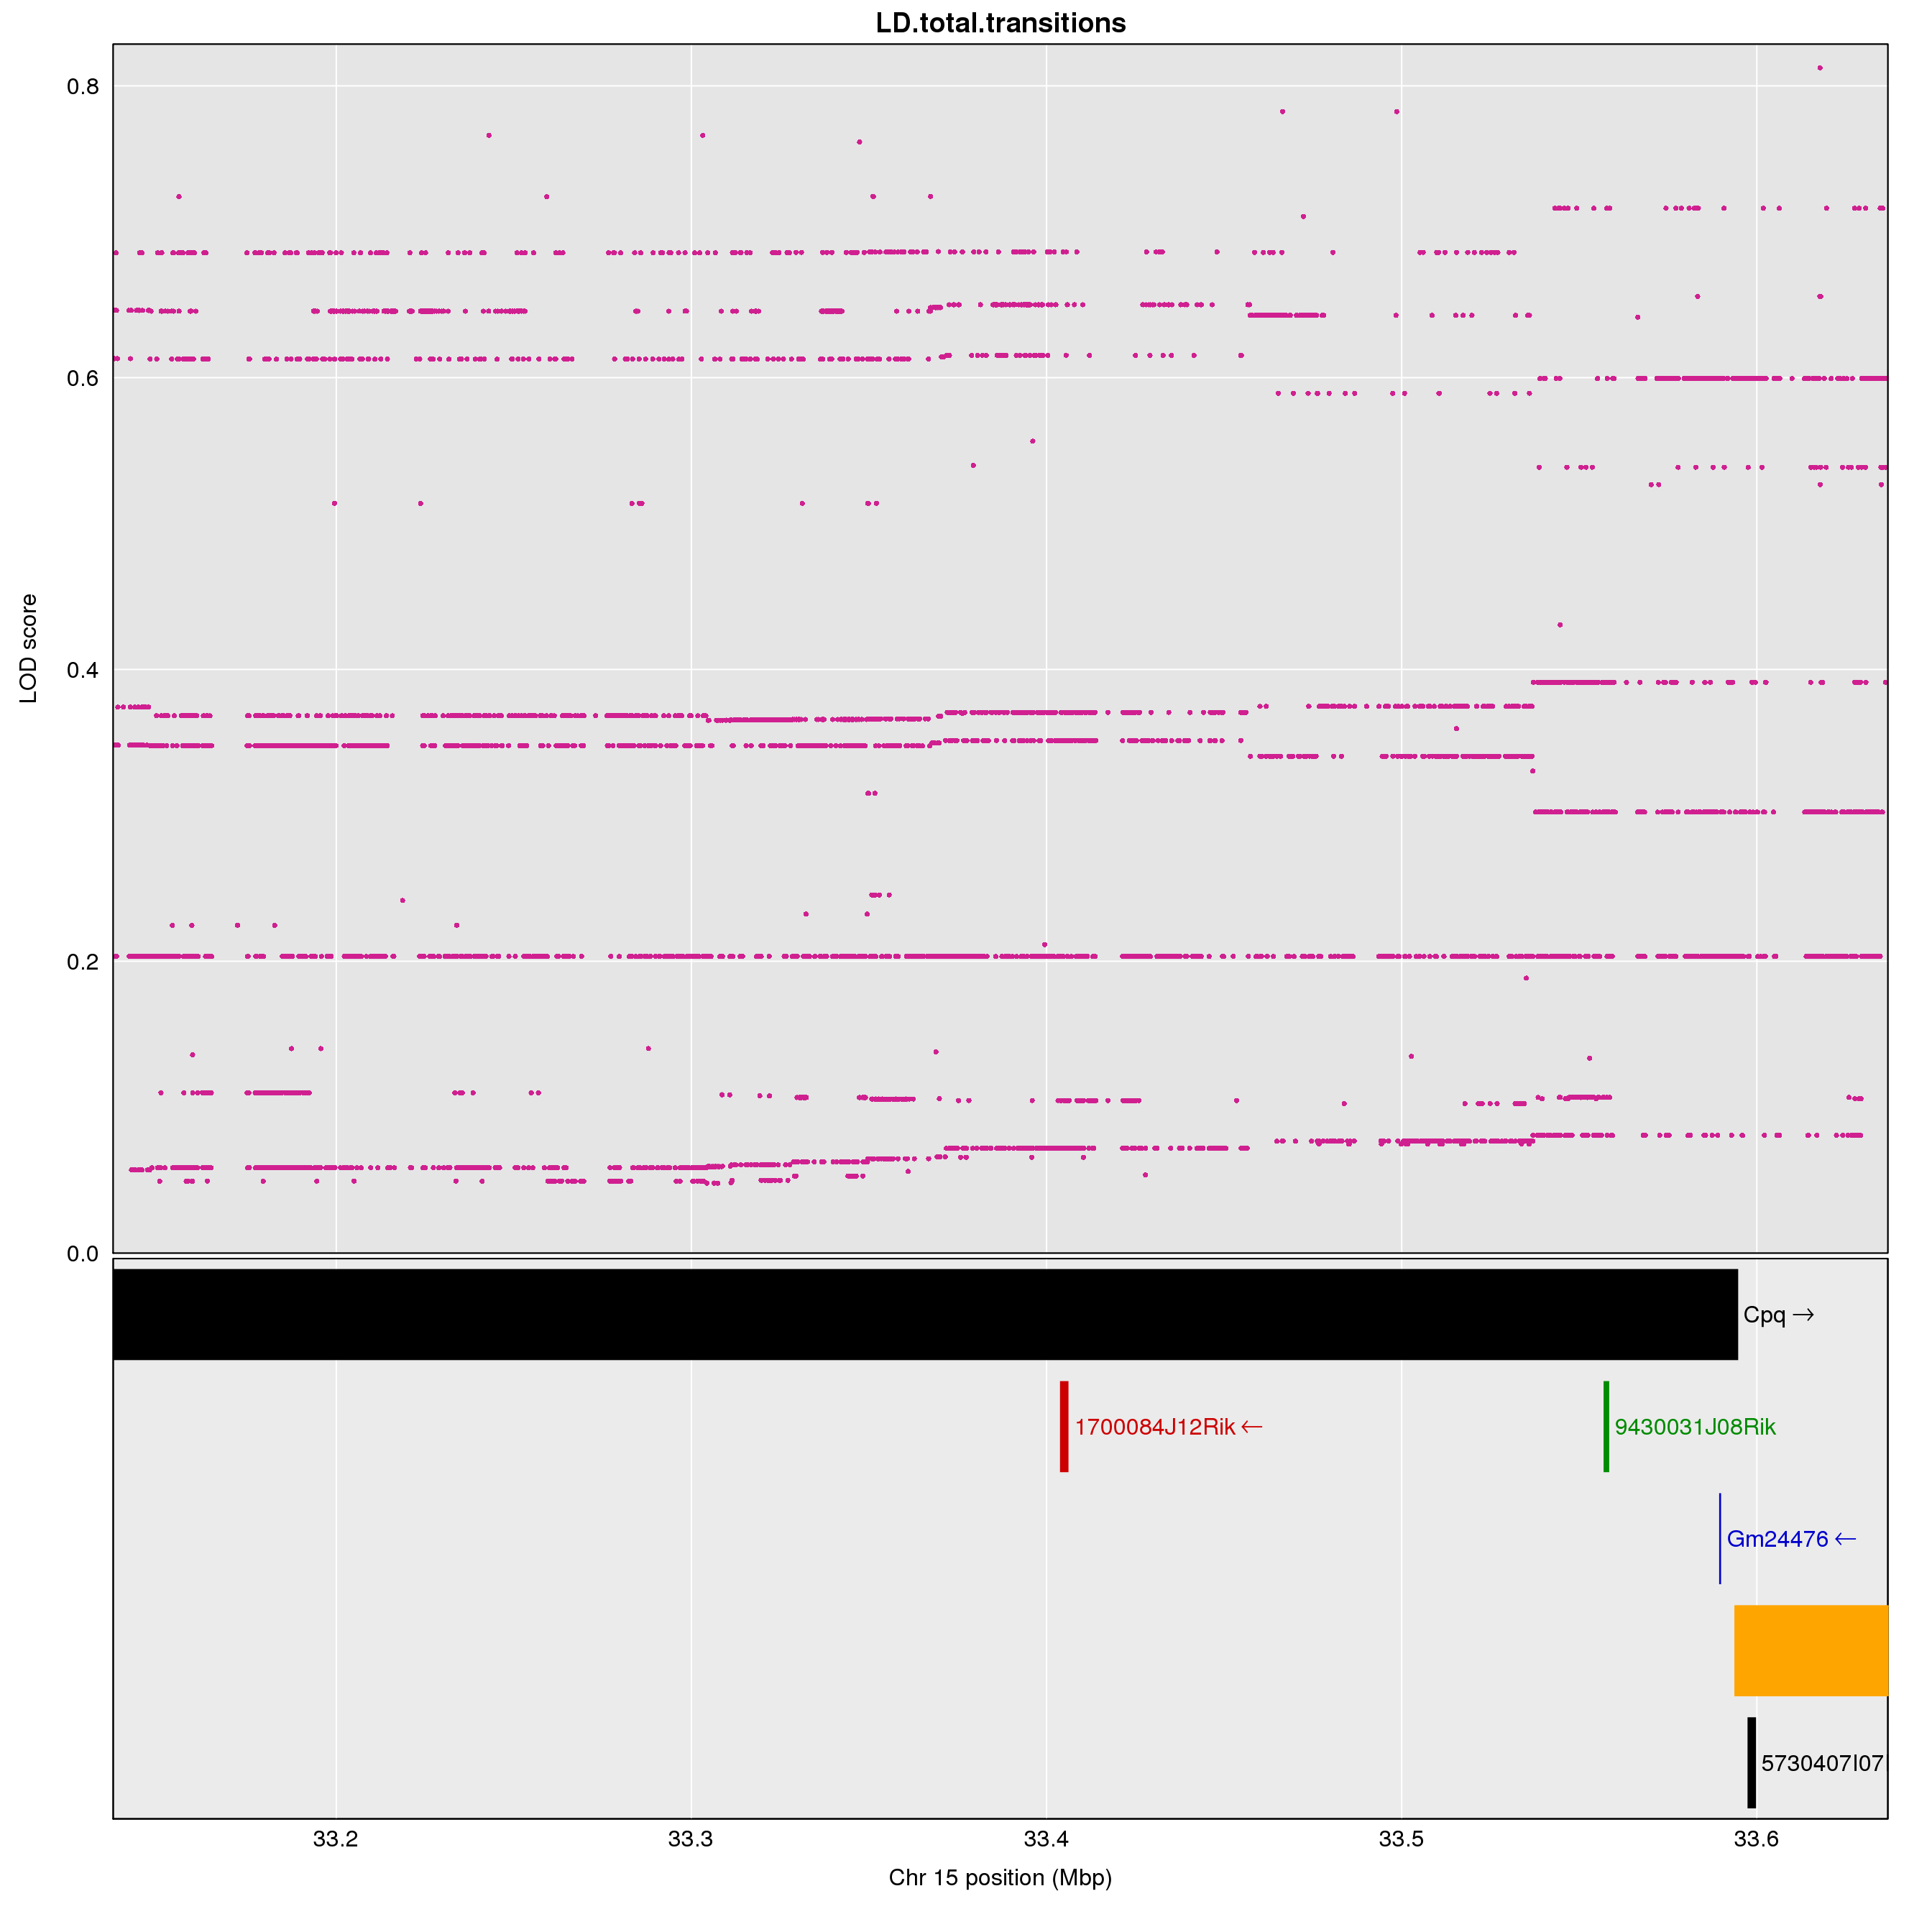 LD.total.transitions
0.8
0.6
0.4
0.2
0.0
LOD score
Cpq →
1700084J12Rik ←
9430031J08Rik
Gm24476 ←
5730407I07
33.2 33.3 33.4 33.5 33.6
Chr 15 position (Mbp)